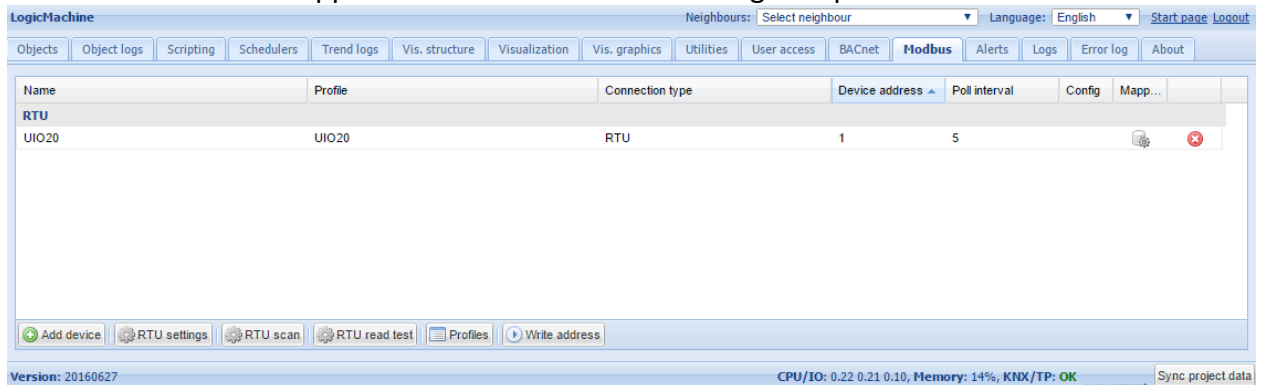 LogicMachine Neighbours: Select neighbour Language: English Start page Logout
Objects Object logs Scripting Schedulers Trend logs Vis. structure Visualization Vis. graphics Utilities User access BACnet Modbus Alerts Logs Error log About
Name Profile Connection type Device address Poll interval Config Mapp...
RTU
UIO20 UIO20 RTU 1 5
Add device RTU settings RTU scan RTU read test Profiles Write address
Version: 20160627 CPU/IO: 0.22 0.21 0.10, Memory: 14%, KNX/TP: OK Sync project data